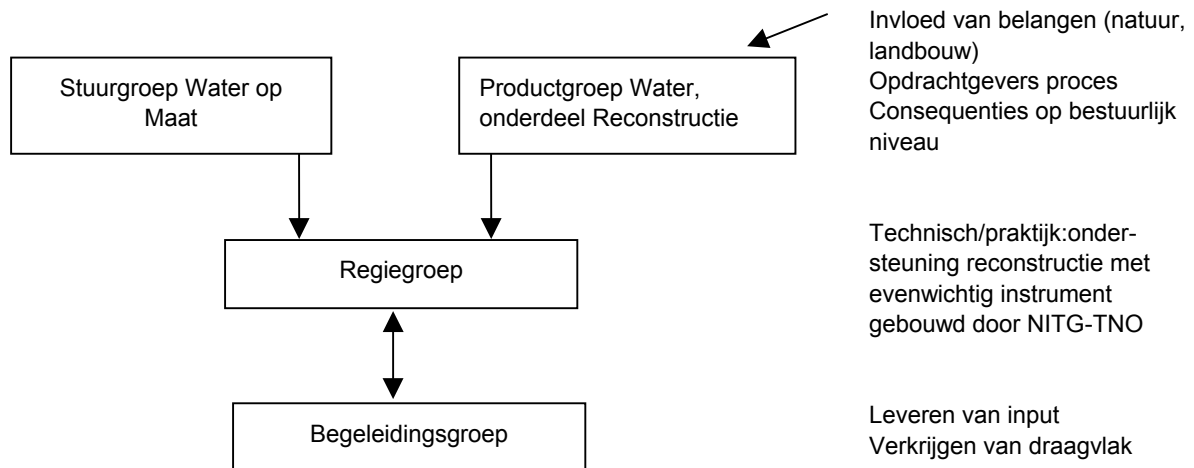 Invloed van belangen (natuur,
landbouw)
Opdrachtgevers proces
Consequenties op bestuurlijk
niveau
Stuurgroep Water op
Maat
Productgroep Water,
onderdeel Reconstructie
Regiegroep
Technisch/praktijk:onder-
steuning reconstructie met
evenwichtig instrument
gebouwd door NITG-TNO
Begeleidingsgroep
Leveren van input
Verkrijgen van draagvlak